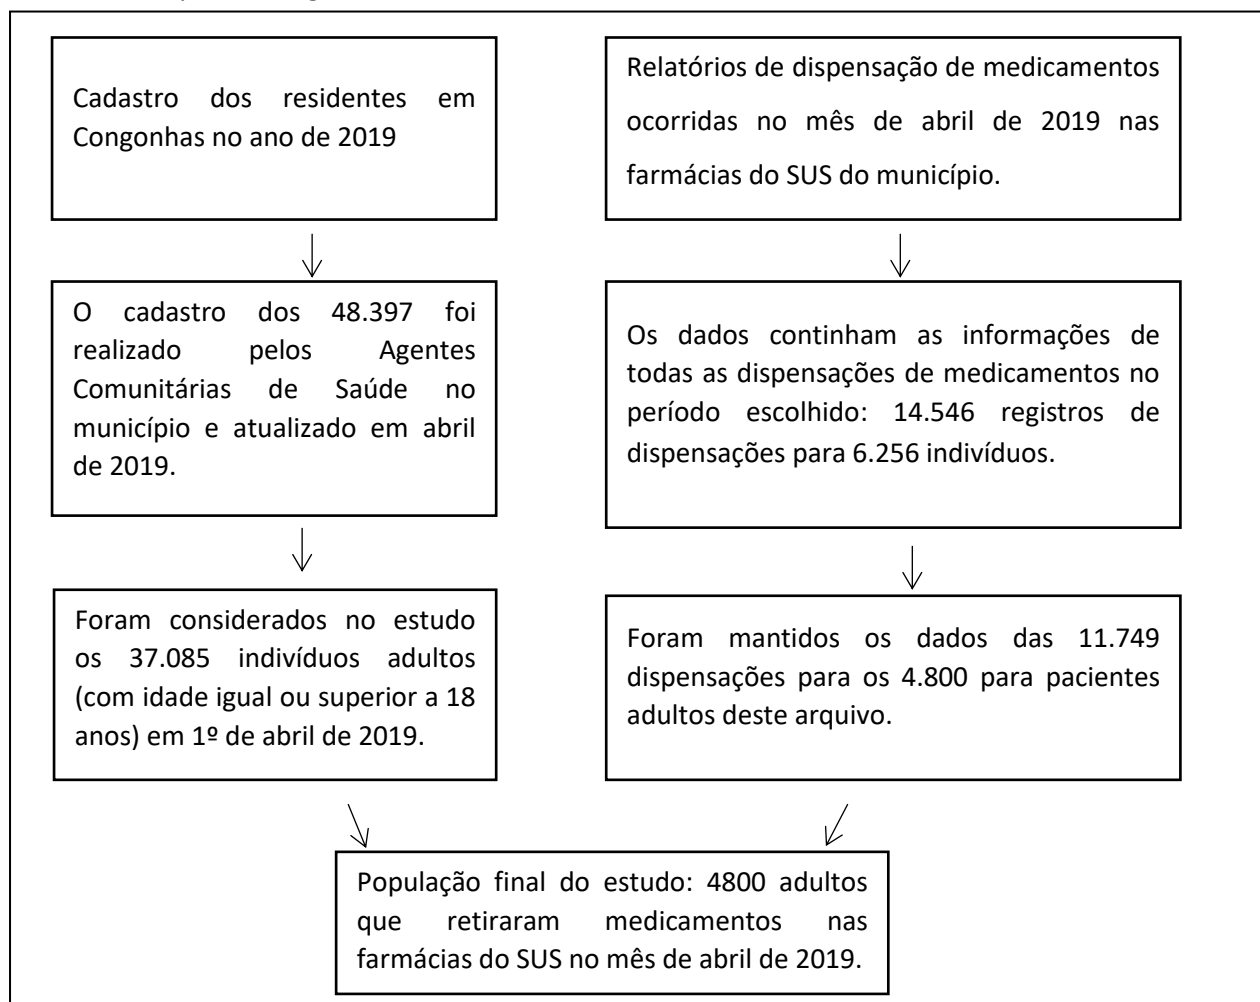 Cadastro dos residentes em
Congonhas no ano de 2019
O cadastro dos 48.397 foi
realizado pelos Agentes
Comunitárias de Saúde no
município e atualizado em abril
de 2019.
Foram considerados no estudo
os 37.085 indivíduos adultos
(com idade igual ou superior a 18
anos) em 1º de abril de 2019.
Relatórios de dispensação de medicamentos
ocorridas no mês de abril de 2019 nas
farmácias do SUS do município.
Os dados continham as informações de
todas as dispensações de medicamentos no
período escolhido: 14.546 registros de
dispensações para 6.256 indivíduos.
Foram mantidos os dados das 11.749
dispensações para os 4.800 para pacientes
adultos deste arquivo.
População final do estudo: 4800 adultos
que retiraram medicamentos nas
farmácias do SUS no mês de abril de 2019.